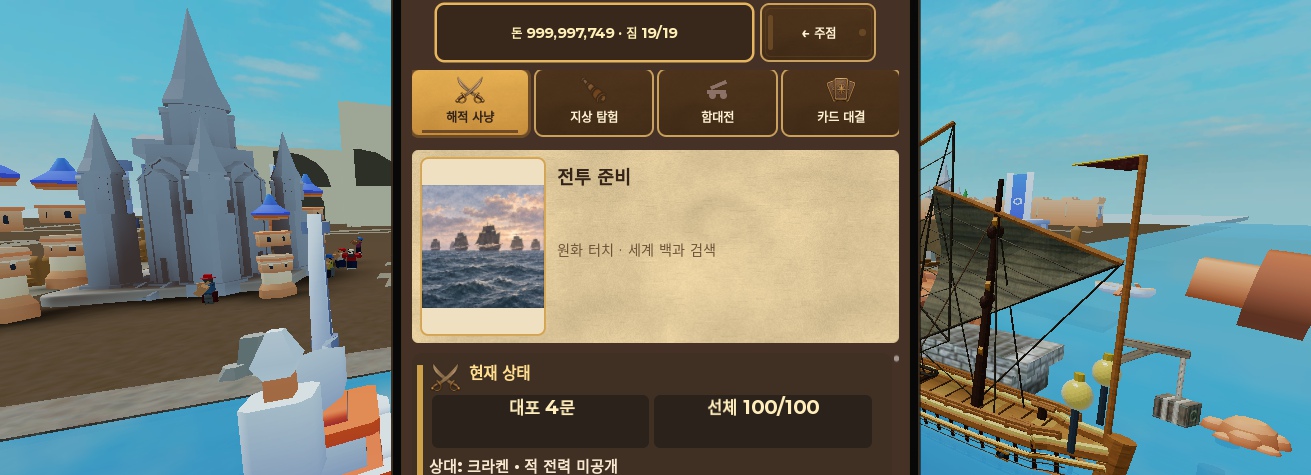 돈 999,997,749 · 짐 19/19
← 주점
해적 사냥
지상 탐험
함대전
카드 대결
전투 준비
원화 터치 · 세계 백과 검색
현재 상태
대포 4문
선체 100/100
상대: 크라켄 • 적 전력 미공개